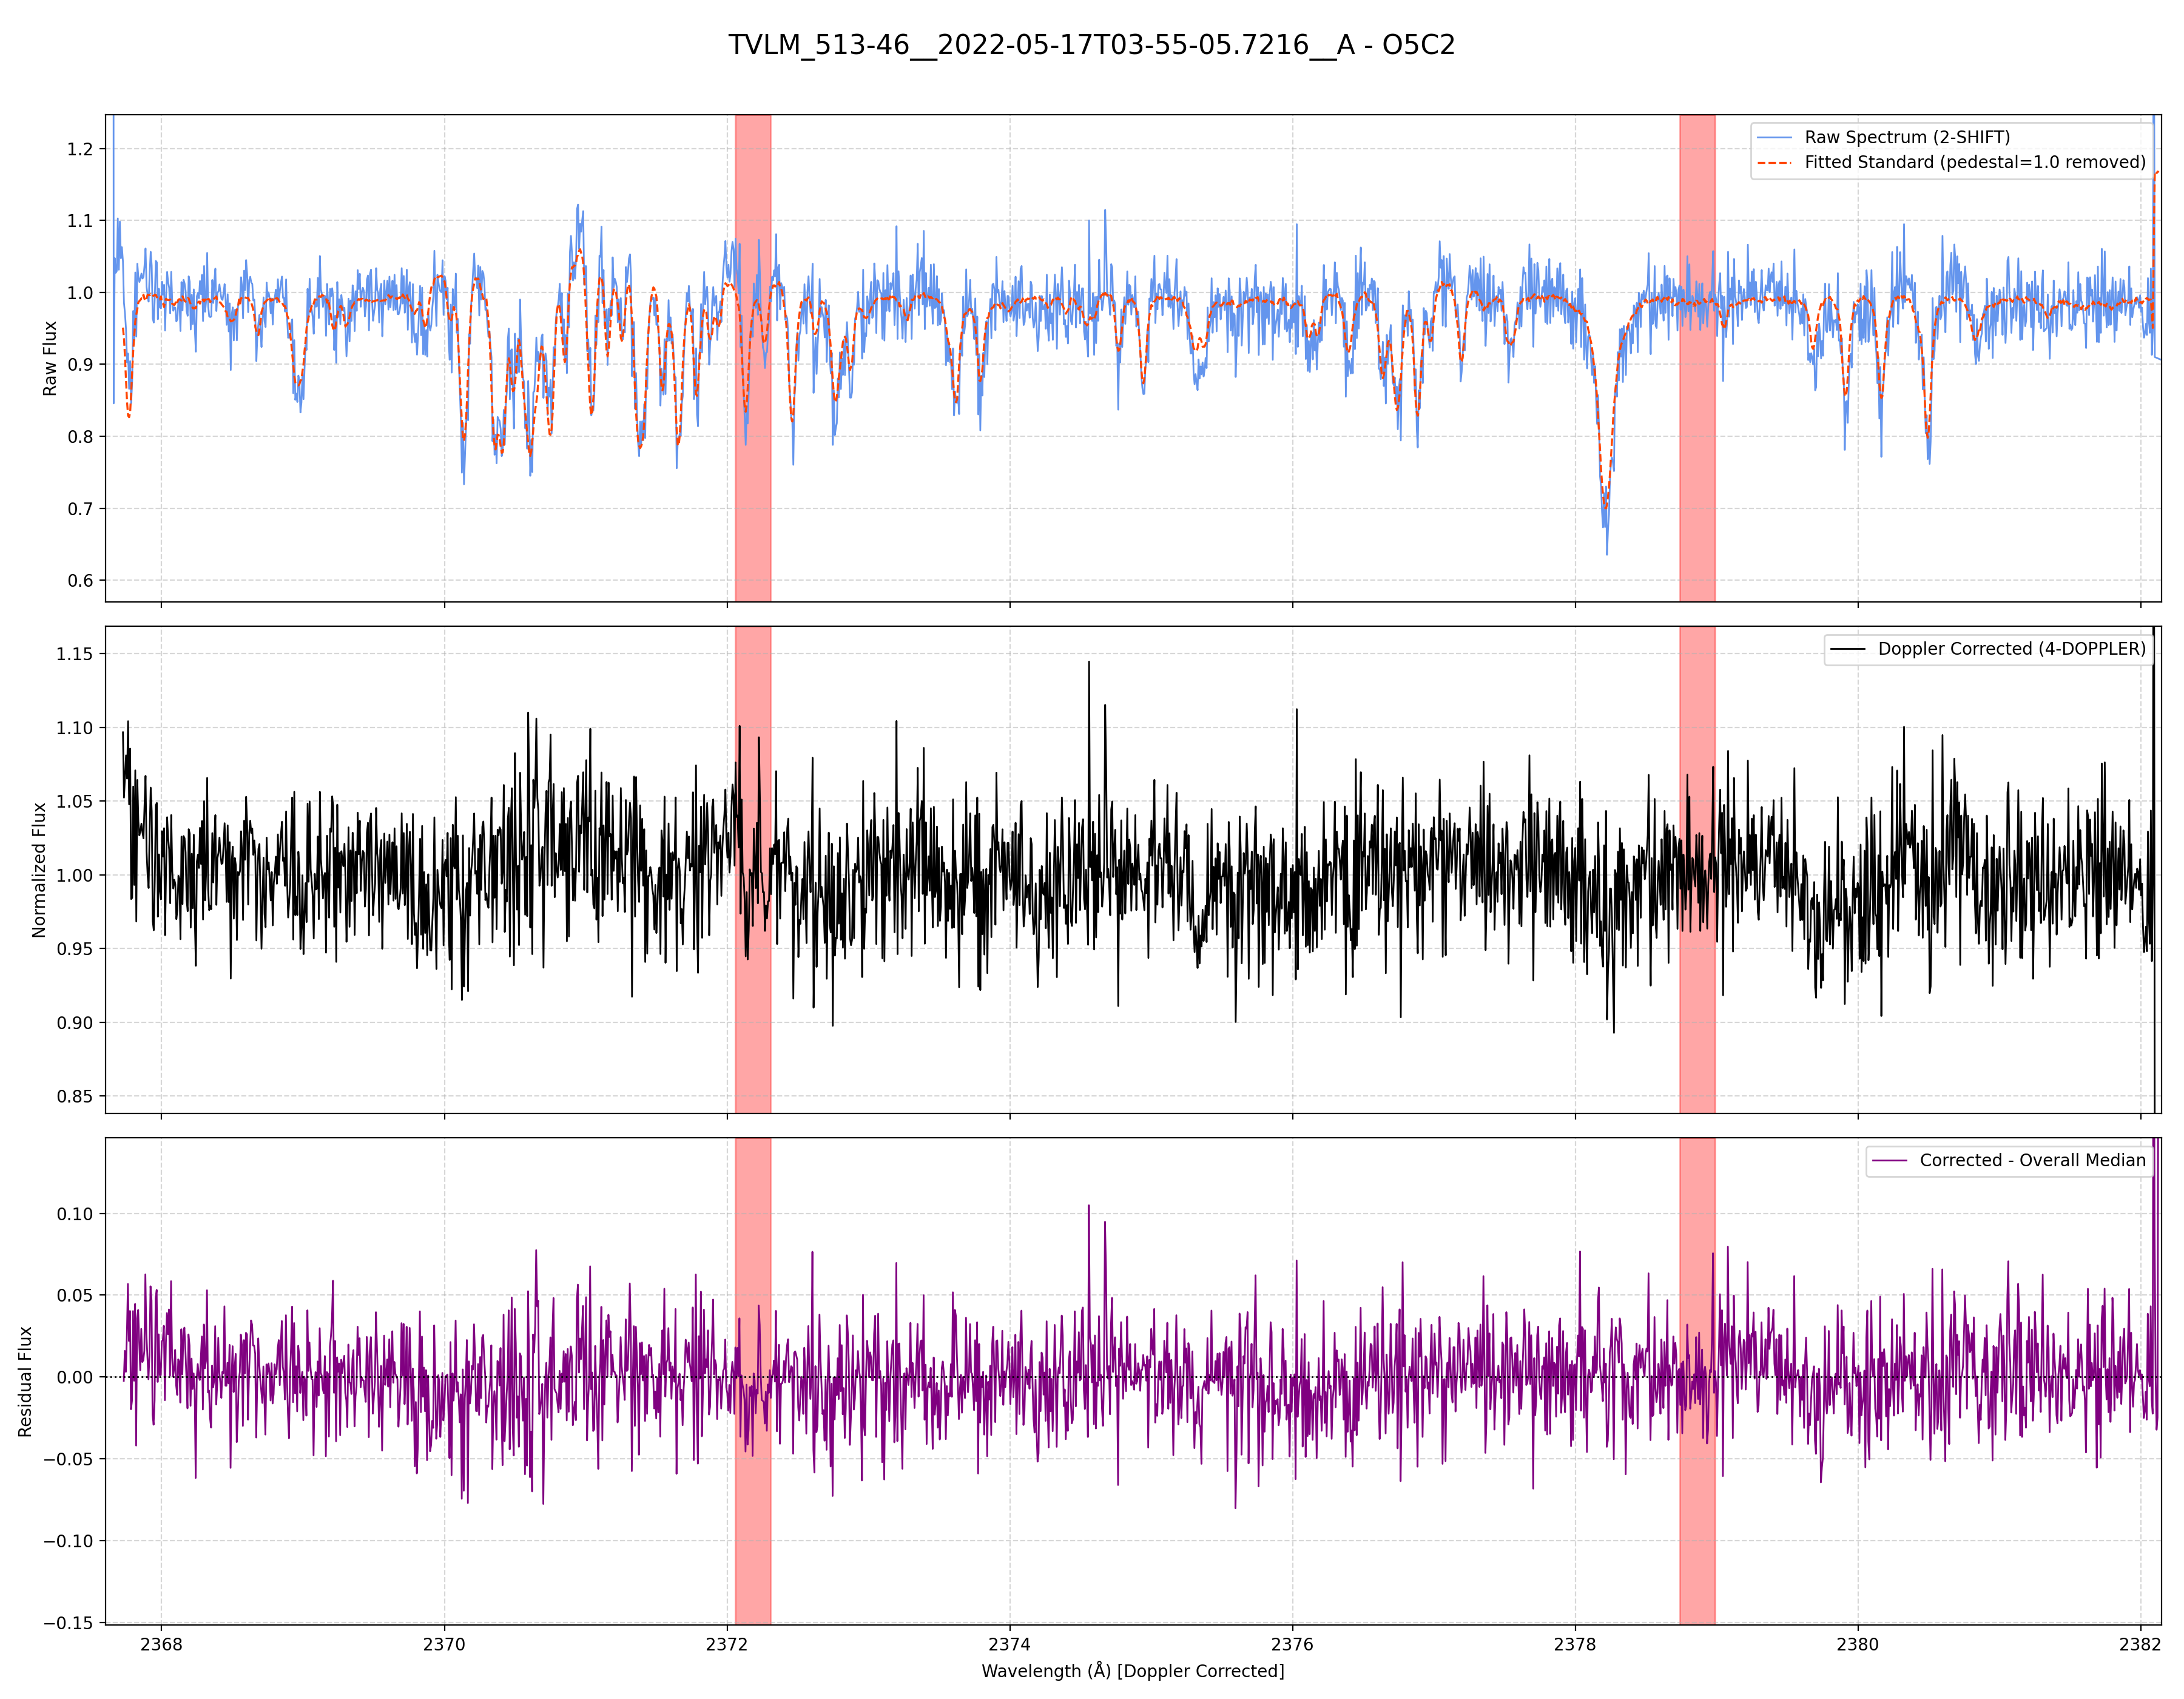 TVLM_513-46__2022-05-17T03-55-05.7216__A - O5C2
Raw Spectrum (2-SHIFT)
Fitted Standard (pedestal=1.0 removed)
Raw Flux
1.2
1.1
1.0
0.9
0.8
0.7
0.6
Doppler Corrected (4-DOPPLER)
Normalized Flux
1.15
1.10
1.05
1.00
0.95
0.90
0.85
Corrected - Overall Median
Residual Flux
0.10
0.05
0.00
−0.05
−0.10
−0.15
2368 2370 2372 2374 2376 2378 2380 2382
Wavelength (Å) [Doppler Corrected]